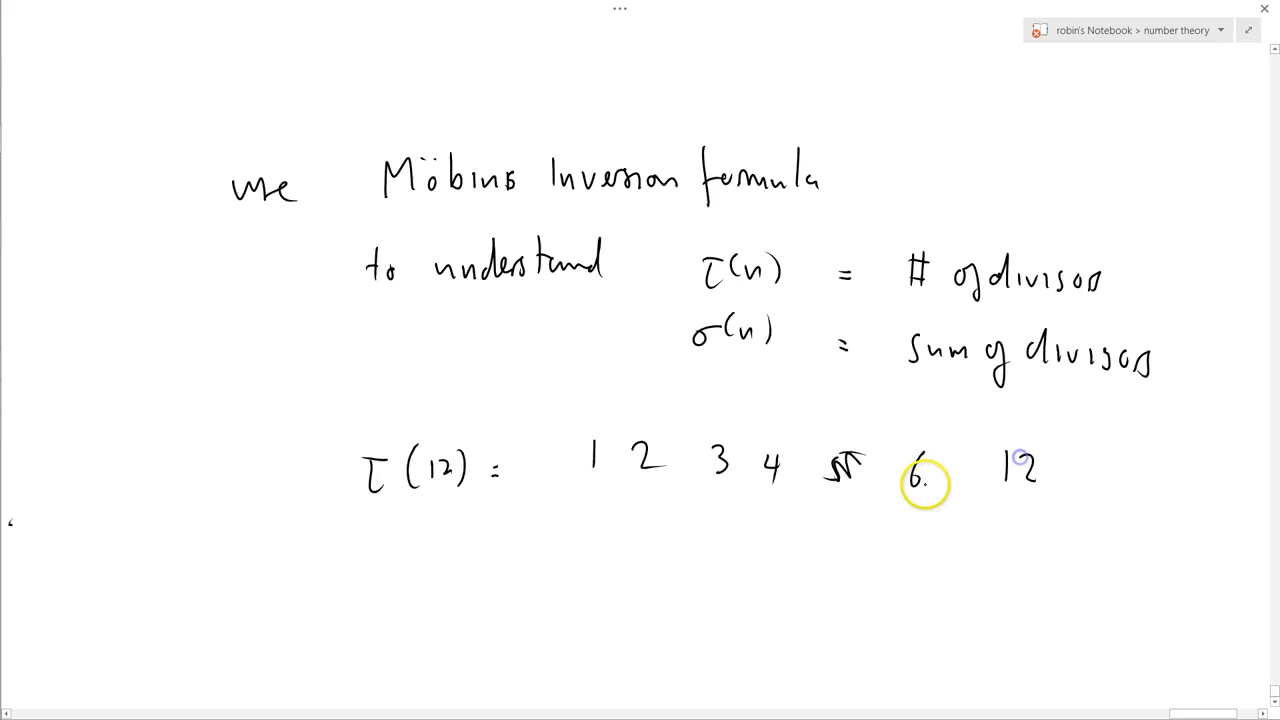 robin's Notebook > number theory
use Möbius Inversion formula
to understand τ(n) = # of divisors
σ(n) = sum of divisors
τ(12) = 1 2 3 4 6. 12